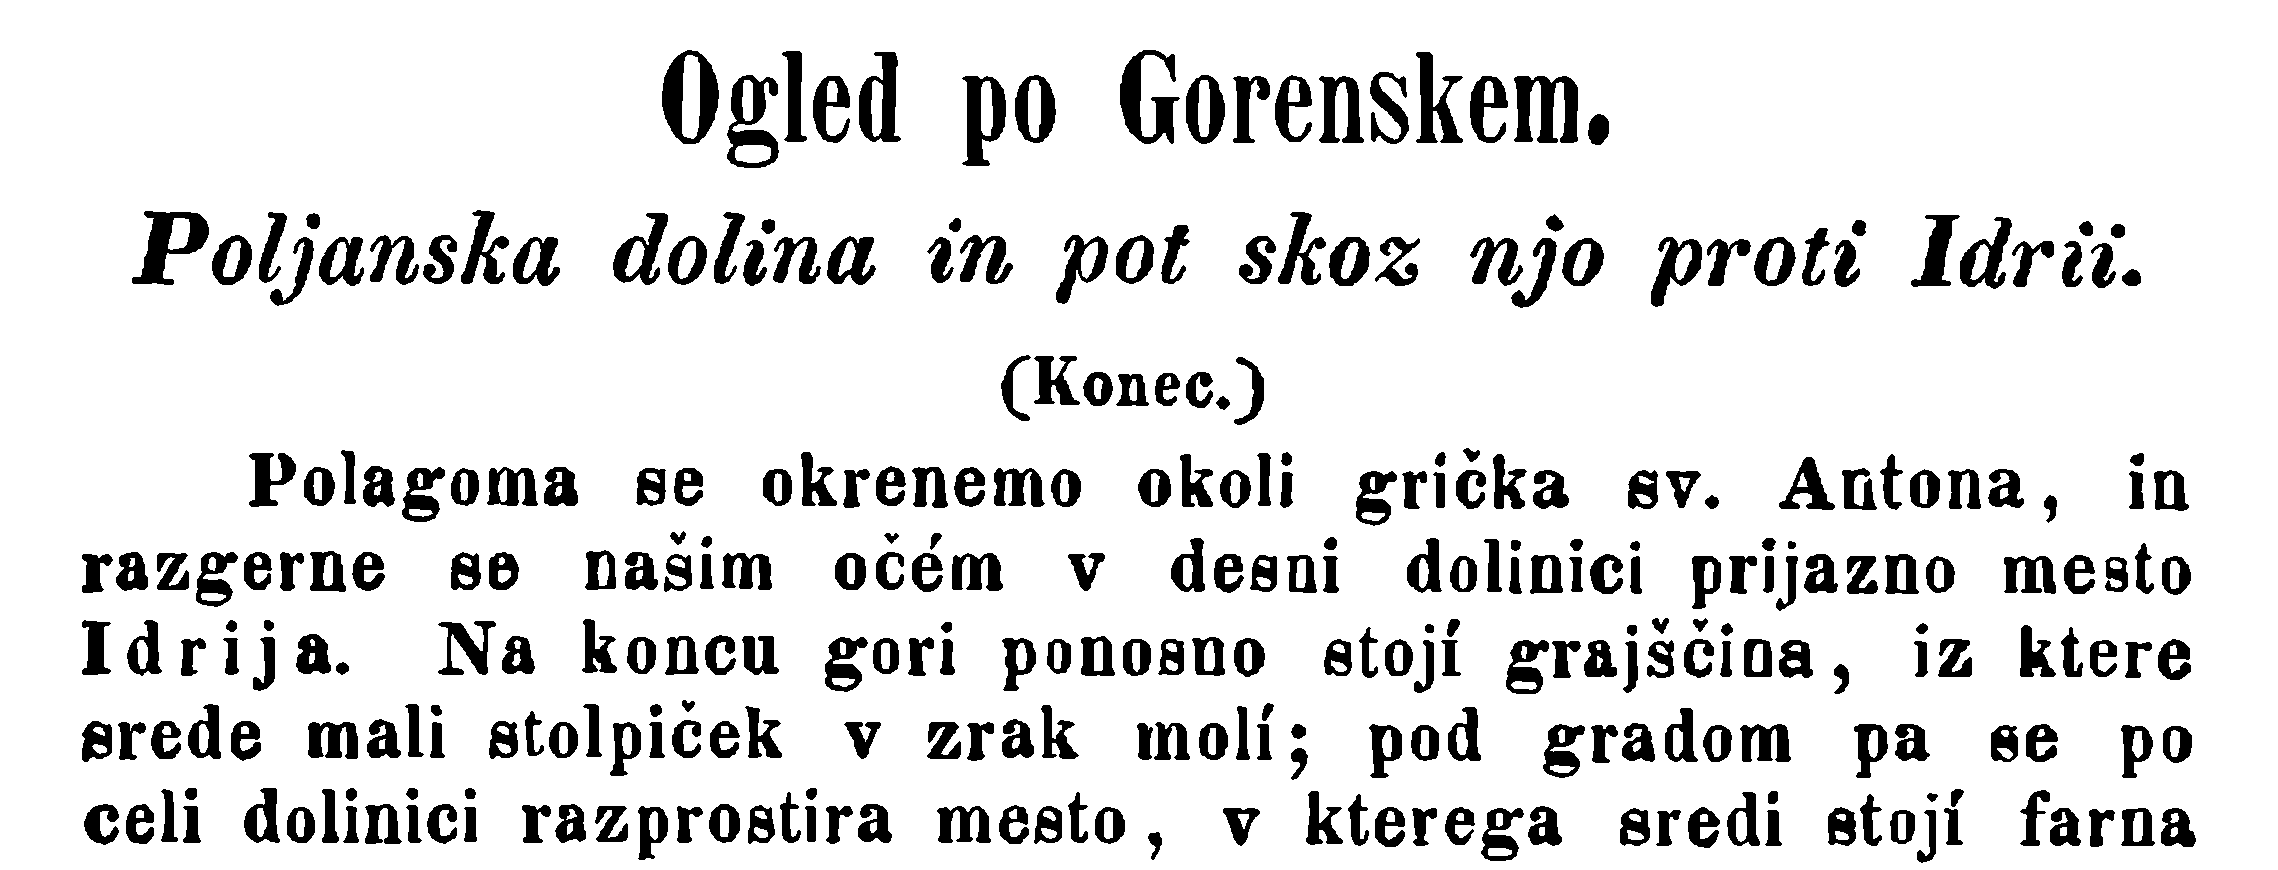 Ogled po Gorenskem.
Poljanska dolina in pot skoz njo proti Idrii.
(Konec.)
Polagoma se okrenemo okoli grička sv. Antona, in
razgerne se našim očém v desni dolinici prijazno mesto
Idrija. Na koncu gori ponosno stojí grajščina, iz ktere
srede mali stolpiček v zrak molí; pod gradom pa se po
celi dolinici razprostira mesto, v kterega sredi stojí farna